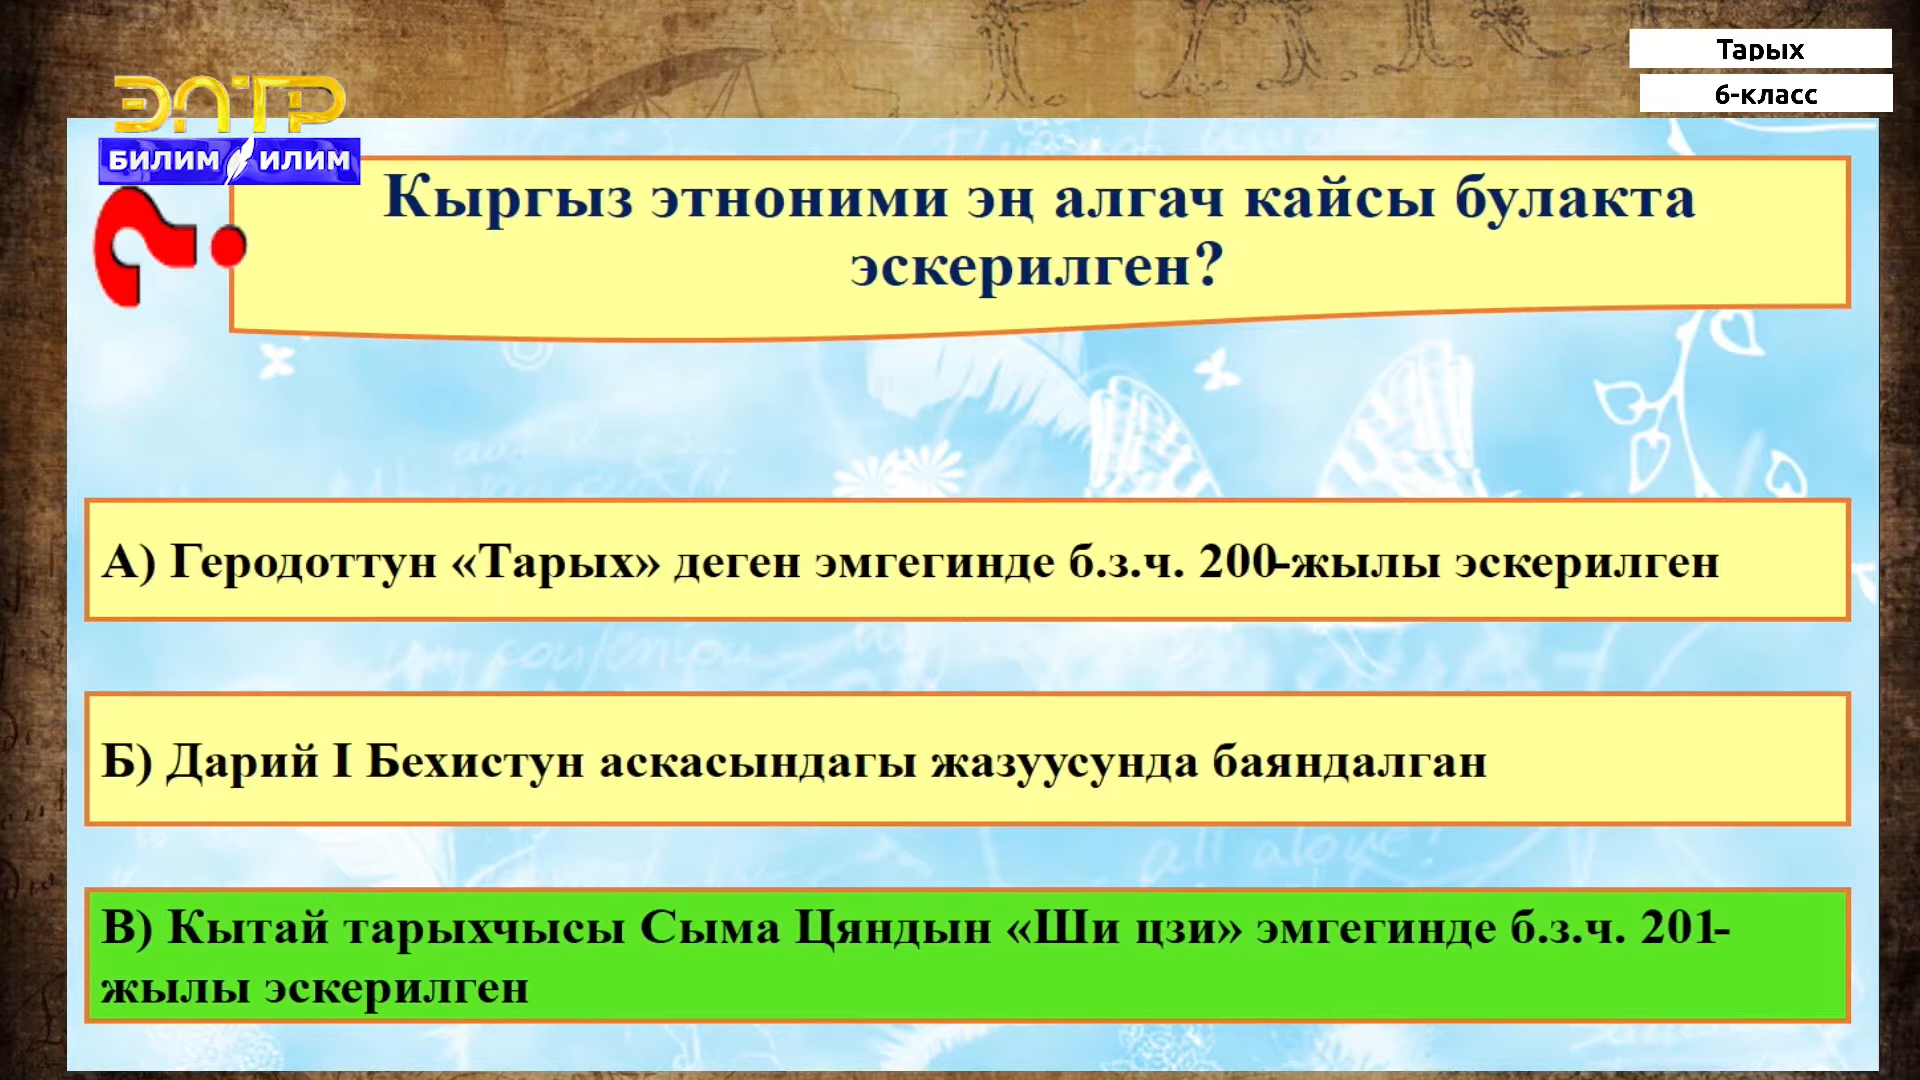 Тарых
6-класс
ЭЛТР
БИЛИМ ИЛИМ
Кыргыз этноними эң алгач кайсы булакта
эскерилген?
А) Геродоттун «Тарых» деген эмгегинде б.з.ч. 200-жылы эскерилген
Б) Дарий I Бехистун аскасындагы жазуусунда баяндалган
В) Кытай тарыхчысы Сыма Цяндын «Ши цзи» эмгегинде б.з.ч. 201-
жылы эскерилген